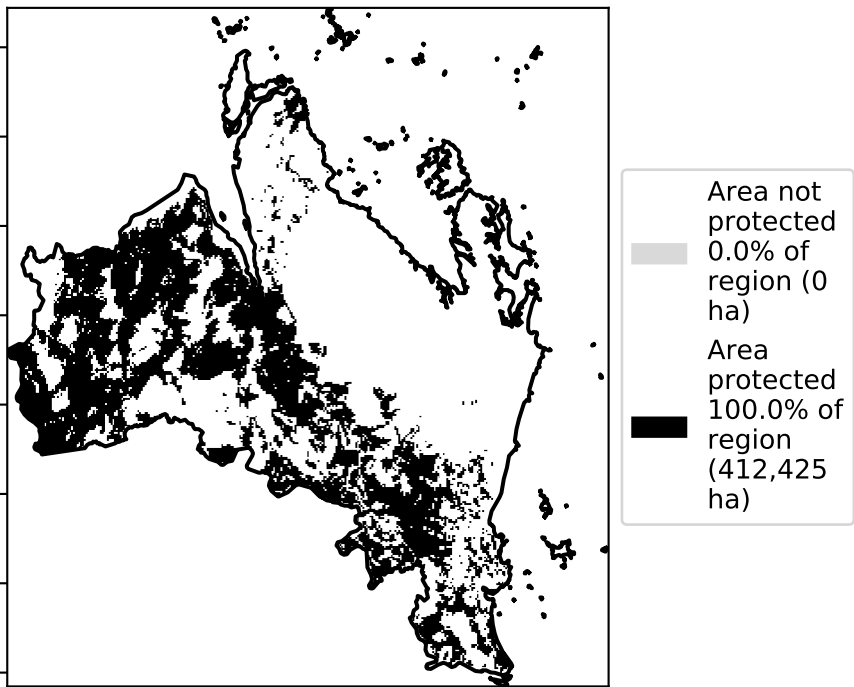 Area not
protected
0.0% of
region (0
ha)
Area
protected
100.0% of
region
(412,425
ha)